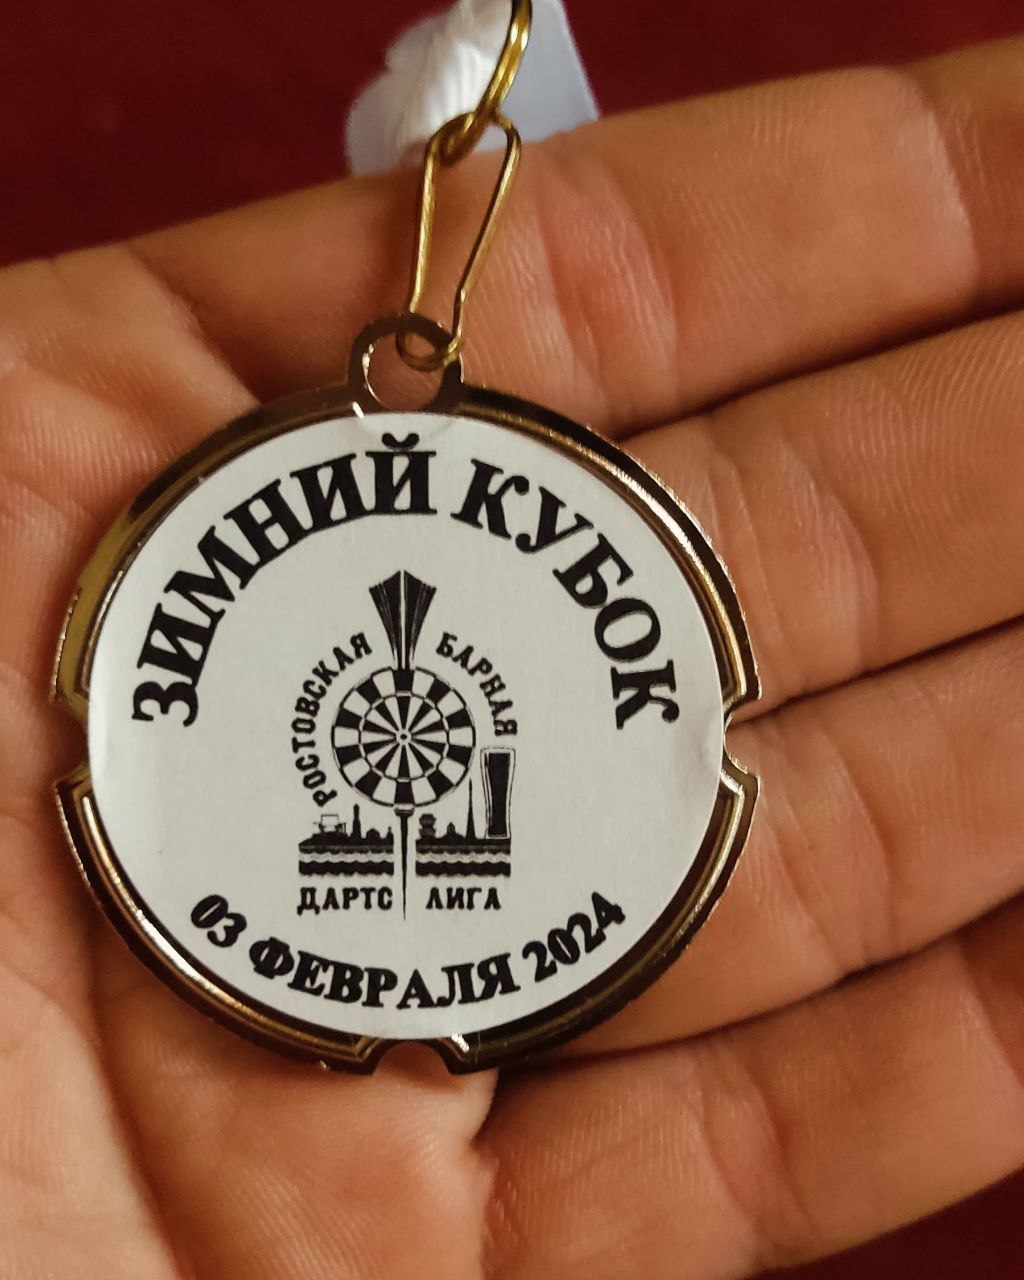 ЗИМНИЙ КУБОК
РОСТОВСКАЯ БАРНАЯ
ДАРТС ЛИГА
03 ФЕВРАЛЯ 2024